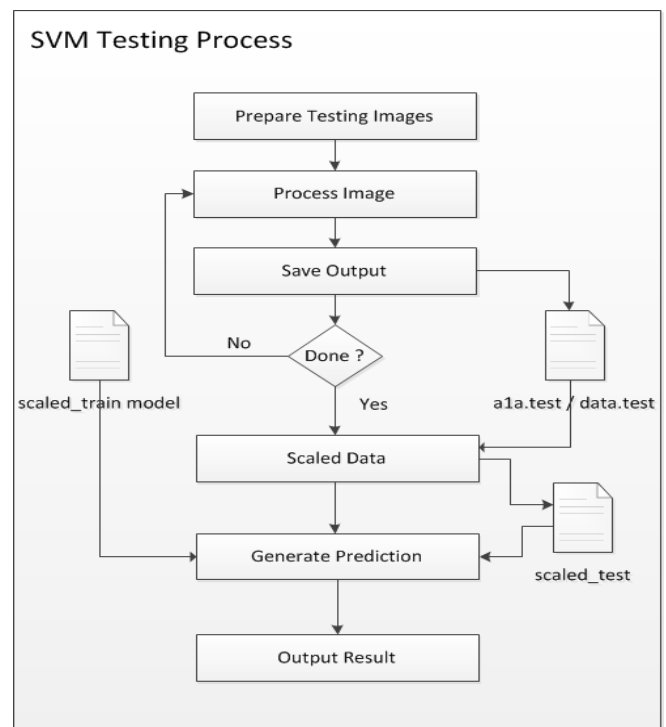 SVM Testing Process
Prepare Testing Images
Process Image
Save Output
No
Done ?
scaled_train model
Yes
a1a.test / data.test
Scaled Data
Generate Prediction
scaled_test
Output Result